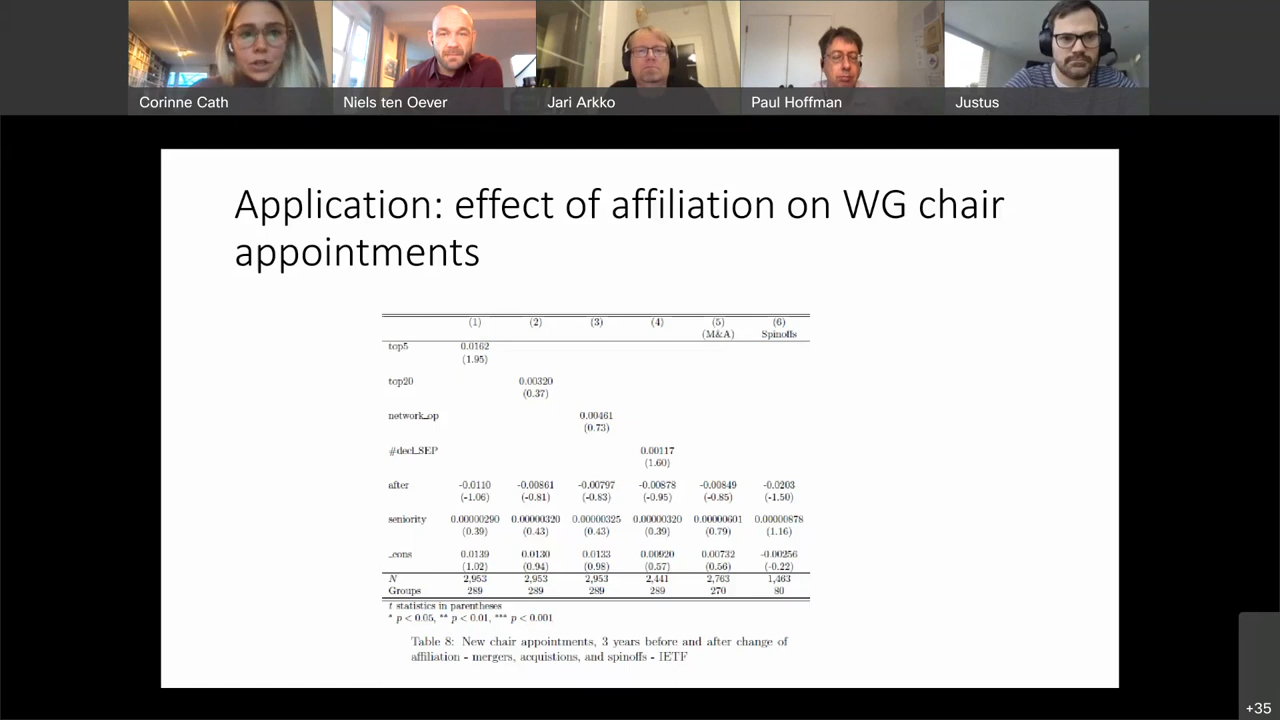 Corinne Cath Niels ten Oever Jari Arkko Paul Hoffman Justus
Application: effect of affiliation on WG chair
appointments
(1) (2) (3) (4) (5) (6)
(M&A) Spinoffs
top5 0.0162
(1.95)
top20 0.00320
(0.37)
network_op 0.00461
(0.73)
#decl_SEP 0.00117
(1.60)
after -0.0110 -0.00861 -0.00797 -0.00878 -0.00849 -0.0203
(-1.06) (-0.81) (-0.83) (-0.95) (-0.85) (-1.50)
seniority 0.00000290 0.00000320 0.00000325 0.00000320 0.00000601 0.00000878
(0.39) (0.43) (0.43) (0.39) (0.79) (1.16)
_cons 0.0139 0.0130 0.0133 0.00920 0.00732 -0.00256
(1.02) (0.94) (0.98) (0.57) (0.56) (-0.22)
N 2,953 2,953 2,953 2,441 2,763 1,463
Groups 289 289 289 289 270 80
t statistics in parentheses
* p < 0.05, ** p < 0.01, *** p < 0.001
Table 8: New chair appointments, 3 years before and after change of
affiliation - mergers, acquistions, and spinoffs - IETF
+35